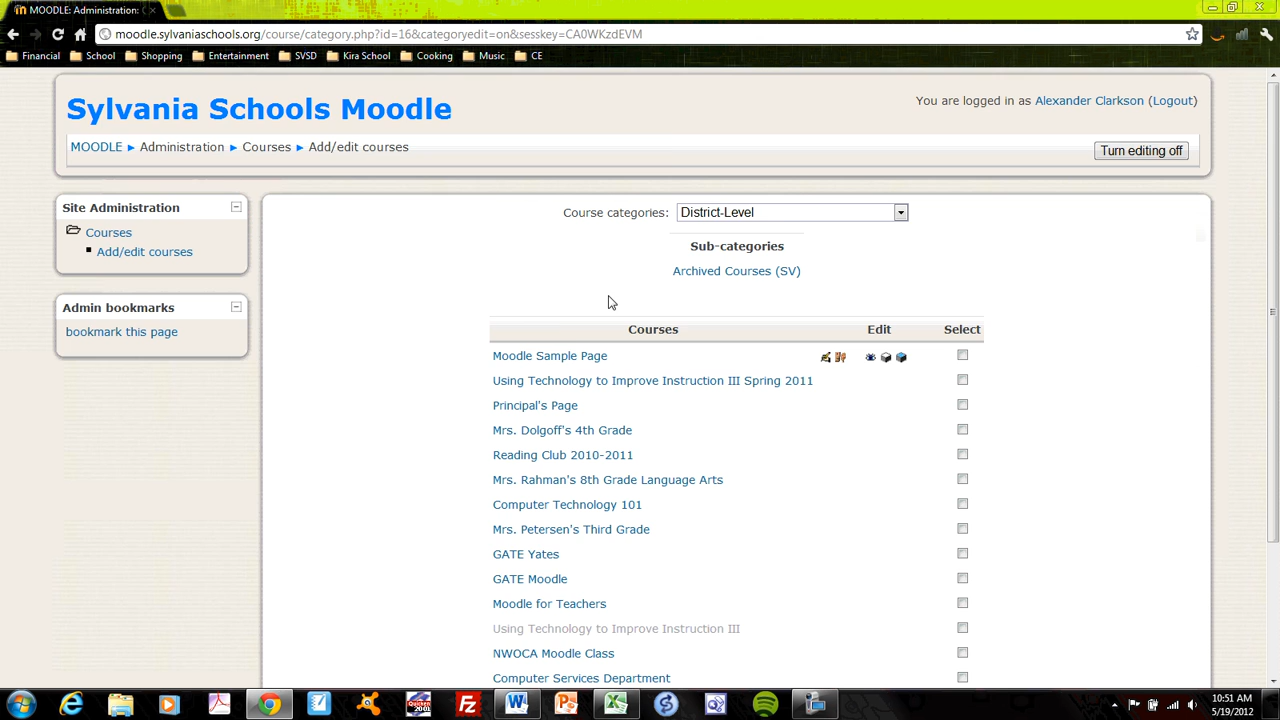 MOODLE: Administration:
moodle.sylvaniaschools.org/course/category.php?id=16&categoryedit=on&sesskey=CA0WKzdEVM
Financial School Shopping Entertainment SVSD Kira School Cooking Music CE
Sylvania Schools Moodle
You are logged in as Alexander Clarkson (Logout)
MOODLE ► Administration ► Courses ► Add/edit courses
Turn editing off
Site Administration
Courses
Add/edit courses
Admin bookmarks
bookmark this page
Course categories: District-Level
Sub-categories
Archived Courses (SV)
Courses Edit Select
Moodle Sample Page
Using Technology to Improve Instruction III Spring 2011
Principal's Page
Mrs. Dolgoff's 4th Grade
Reading Club 2010-2011
Mrs. Rahman's 8th Grade Language Arts
Computer Technology 101
Mrs. Petersen's Third Grade
GATE Yates
GATE Moodle
Moodle for Teachers
Using Technology to Improve Instruction III
NWOCA Moodle Class
Computer Services Department
10:51 AM
5/19/2012